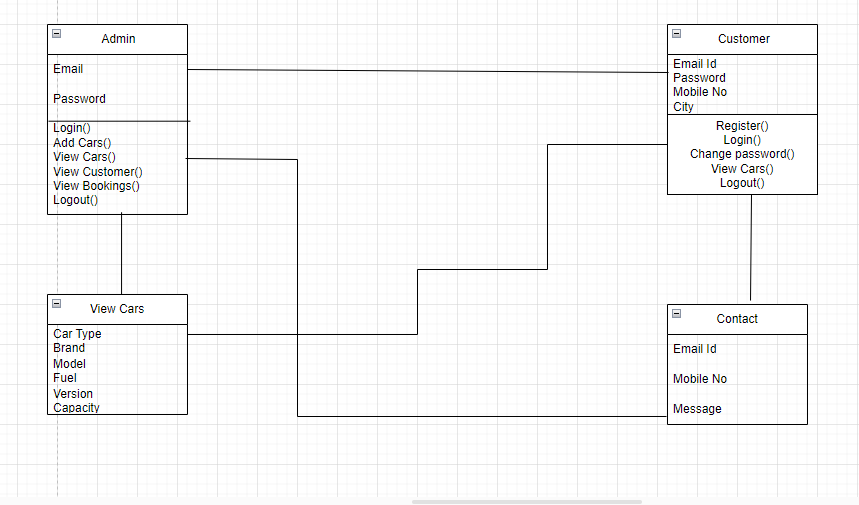 Admin
Email
Password
Login()
Add Cars()
View Cars()
View Customer()
View Bookings()
Logout()
Customer
Email Id
Password
Mobile No
City
Register()
Login()
Change password()
View Cars()
Logout()
View Cars
Car Type
Brand
Model
Fuel
Version
Capacity
Contact
Email Id
Mobile No
Message